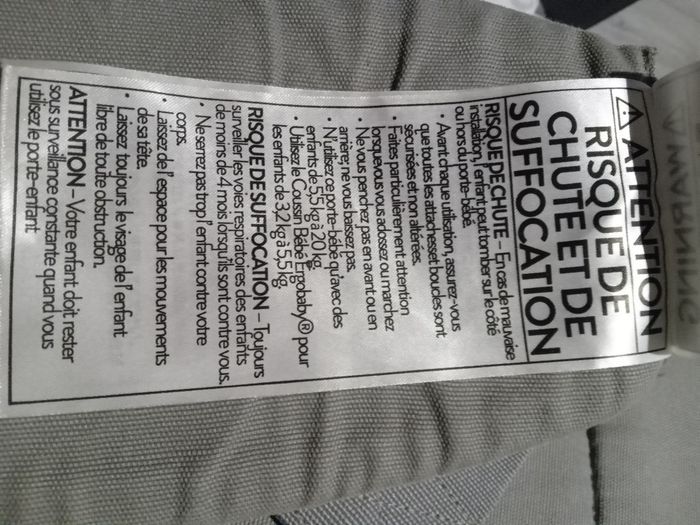 ⚠ ATTENTION
RISQUE DE
CHUTE ET DE
SUFFOCATION
RISQUE DE CHUTE – En cas de mauvaise
installation, l'enfant peut tomber sur le côté
ou hors du porte-bébé.
• Avant chaque utilisation, assurez-vous
que toutes les attaches et boucles sont
sécurisées et non altérées.
• Faites particulièrement attention
lorsque vous vous adossez ou marchez
• Ne vous penchez pas en avant ou en
arrière; ne vous baissez pas.
• N'utilisez ce porte-bébé qu'avec des
enfants de 5,5 kg à 20 kg.
• Utilisez le Coussin Bébé Ergobaby® pour
les enfants de 3,2 kg à 5,5 kg
RISQUE DE SUFFOCATION – Toujours
surveiller les voies respiratoires des enfants
de moins de 4 mois lorsqu'ils sont contre vous.
• Ne serrez pas trop l'enfant contre votre
corps.
• Laissez de l'espace pour les mouvements
de sa tête.
• Laissez toujours le visage de l'enfant
libre de toute obstruction.
ATTENTION – Votre enfant doit rester
sous surveillance constante quand vous
utilisez le porte-enfant.
WARNING